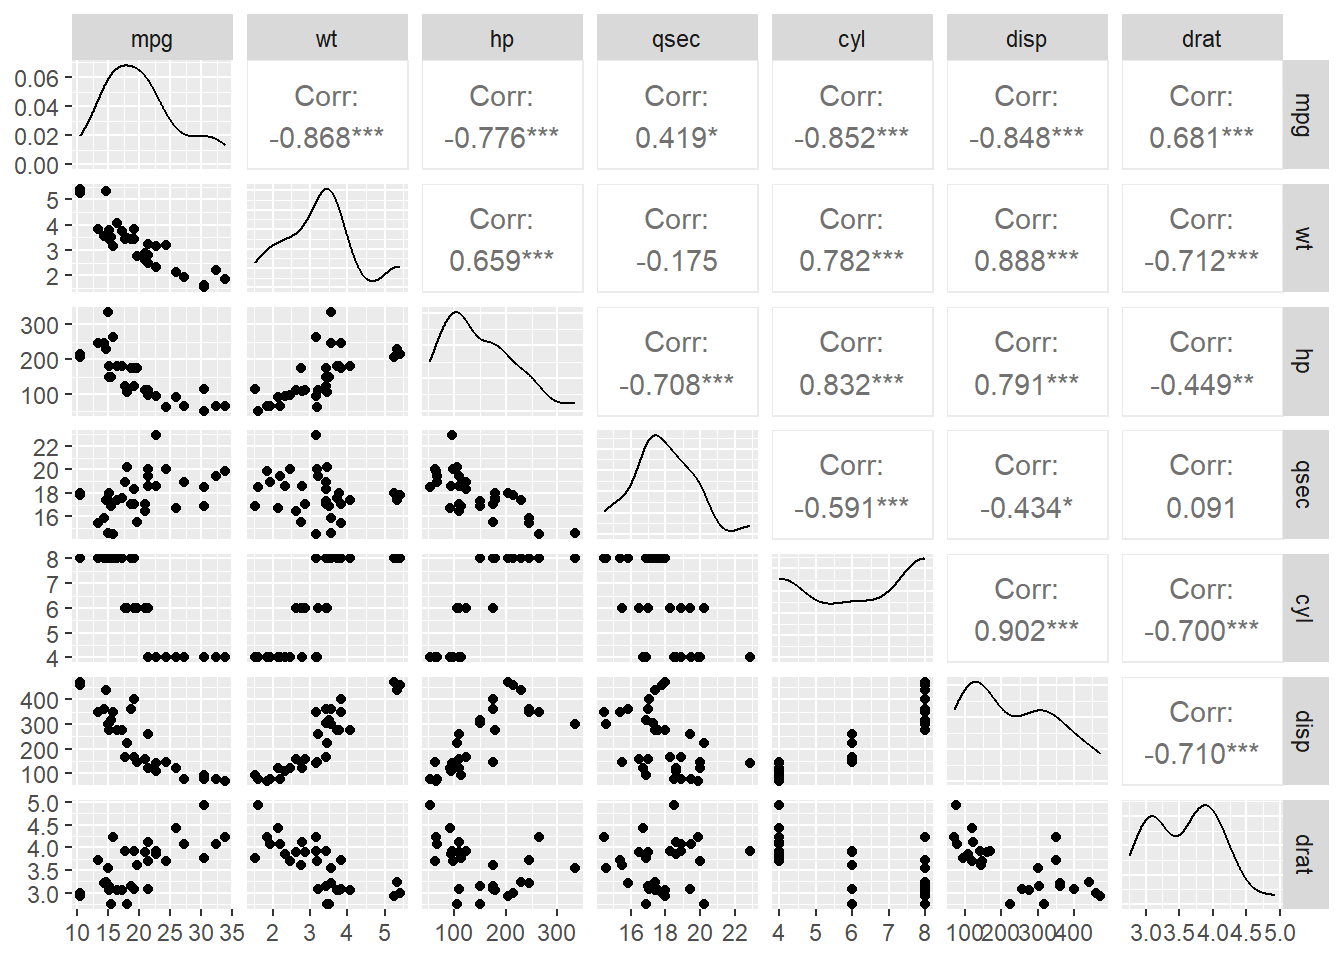 mpg wt hp qsec cyl disp drat
0.06
0.04
0.02
0.00
Corr: Corr: Corr: Corr: Corr: Corr:
-0.868*** -0.776*** 0.419* -0.852*** -0.848*** 0.681***
mpg
5
4
3
2
Corr: Corr: Corr: Corr: Corr:
0.659*** -0.175 0.782*** 0.888*** -0.712***
wt
300
200
100
Corr: Corr: Corr: Corr:
-0.708*** 0.832*** 0.791*** -0.449**
hp
22
20
18
16
Corr: Corr: Corr:
-0.591*** -0.434* 0.091
qsec
8
7
6
5
4
Corr: Corr:
0.902*** -0.700***
cyl
400
300
200
100
Corr:
-0.710***
disp
5.0
4.5
4.0
3.5
3.0
drat
10 15 20 25 30 35 2 3 4 5 100 200 300 16 18 20 22 4 5 6 7 8 100 200 300 400 3.0 3.5 4.0 4.5 5.0